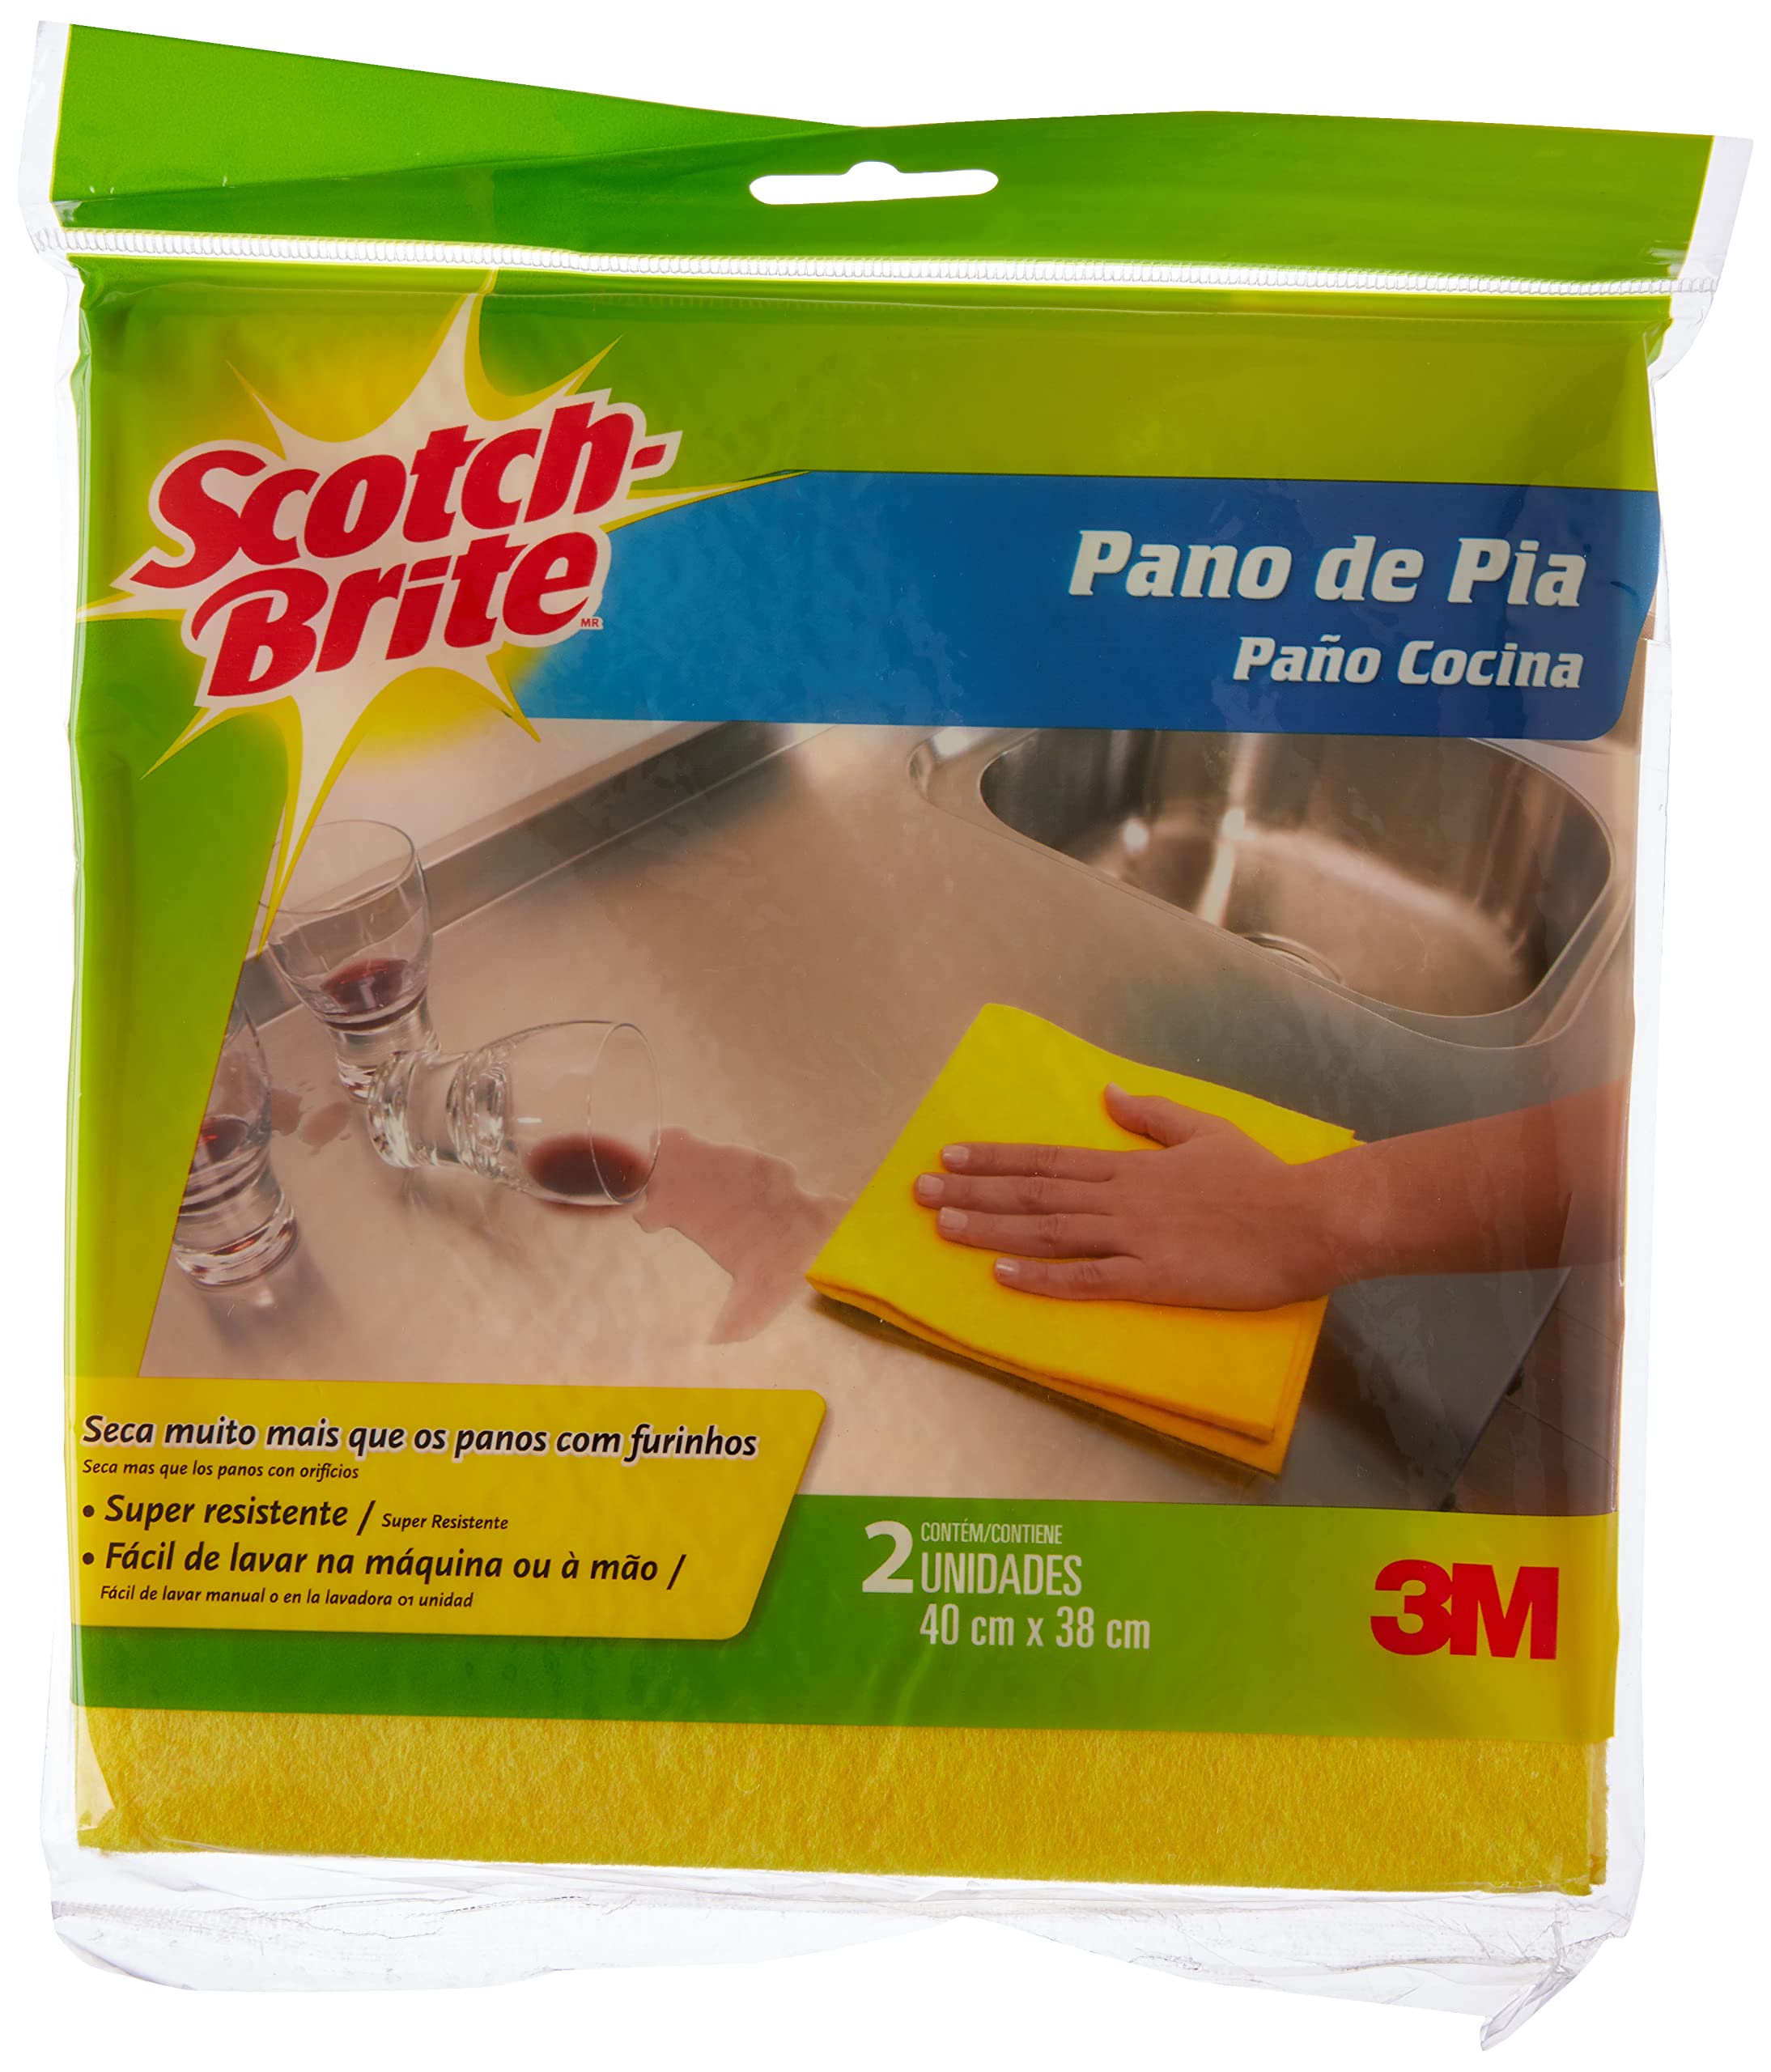 Scotch-
Brite
MR
Pano de Pia
Paño Cocina
Seca muito mais que os panos com furinhos
Seca mas que los panos con orifícios
• Super resistente / Super Resistente
• Fácil de lavar na máquina ou à mão /
Fácil de lavar manual o en la lavadora 01 unidad
2 CONTÉM/CONTIENE
UNIDADES
40 cm x 38 cm
3M